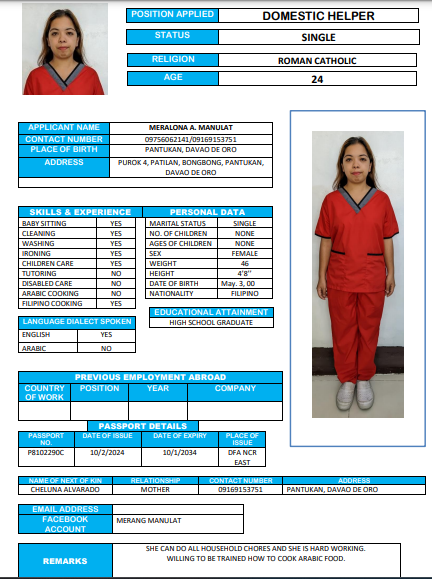 POSITION APPLIED DOMESTIC HELPER
STATUS SINGLE
RELIGION ROMAN CATHOLIC
AGE 24
APPLICANT NAME MERALONA A. MANULAT
CONTACT NUMBER 09756062141/09169153751
PLACE OF BIRTH PANTUKAN, DAVAO DE ORO
ADDRESS PUROK 4, PATILAN, BONGBONG, PANTUKAN,
DAVAO DE ORO
SKILLS & EXPERIENCE
BABY SITTING YES
CLEANING YES
WASHING YES
IRONING YES
CHILDREN CARE YES
TUTORING NO
DISABLED CARE NO
ARABIC COOKING NO
FILIPINO COOKING YES
PERSONAL DATA
MARITAL STATUS SINGLE
NO. OF CHILDREN NONE
AGES OF CHILDREN NONE
SEX FEMALE
WEIGHT 46
HEIGHT 4'8"
DATE OF BIRTH May. 3, 00
NATIONALITY FILIPINO
LANGUAGE DIALECT SPOKEN
ENGLISH YES
ARABIC NO
EDUCATIONAL ATTAINMENT
HIGH SCHOOL GRADUATE
PREVIOUS EMPLOYMENT ABROAD
COUNTRY OF WORK POSITION YEAR COMPANY
PASSPORT DETAILS
PASSPORT NO. DATE OF ISSUE DATE OF EXPIRY PLACE OF ISSUE
P8102290C 10/2/2024 10/1/2034 DFA NCR EAST
NAME OF NEXT OF KIN RELATIONSHIP CONTACT NUMBER ADDRESS
CHELUNA ALVARADO MOTHER 09169153751 PANTUKAN, DAVAO DE ORO
EMAIL ADDRESS
FACEBOOK ACCOUNT MERANG MANULAT
REMARKS
SHE CAN DO ALL HOUSEHOLD CHORES AND SHE IS HARD WORKING.
WILLING TO BE TRAINED HOW TO COOK ARABIC FOOD.